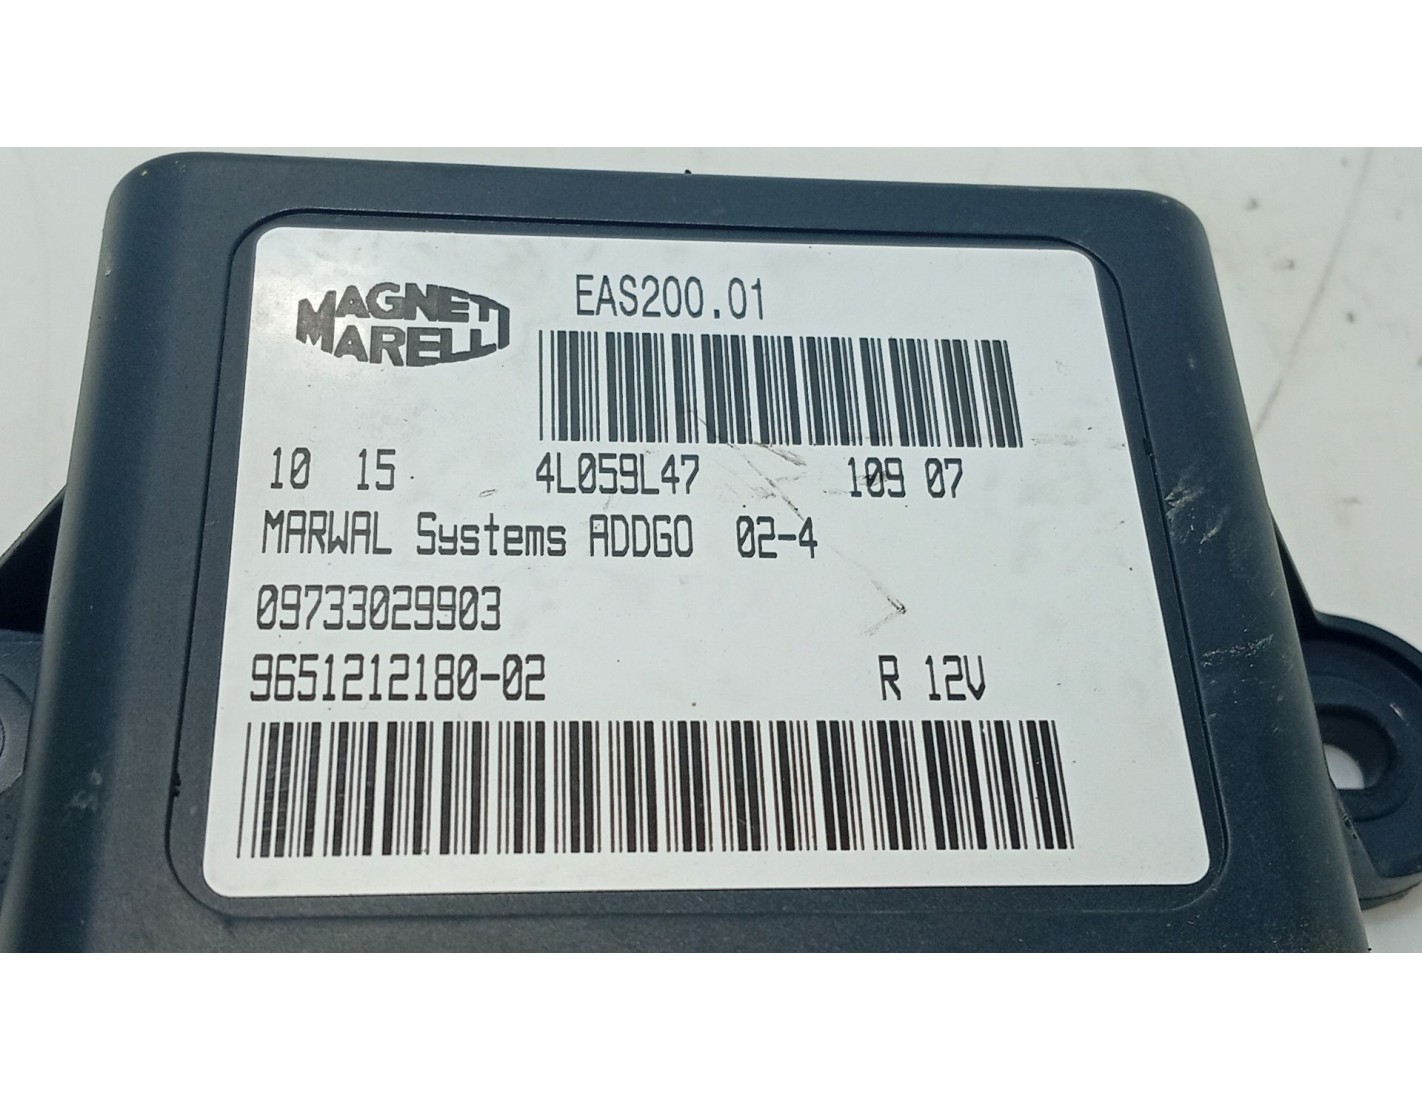 MAGNETI
MARELLI
EAS200.01
10 15 4L059L47 109 07
MARWAL Systems ADDGO 02-4
09733029903
9651212180-02 R 12V